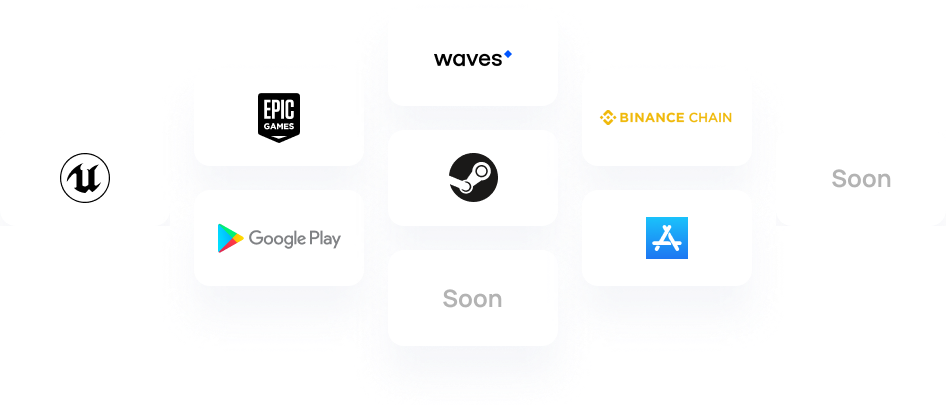 waves
EPIC
GAMES
BINANCE CHAIN
Soon
Google Play
Soon